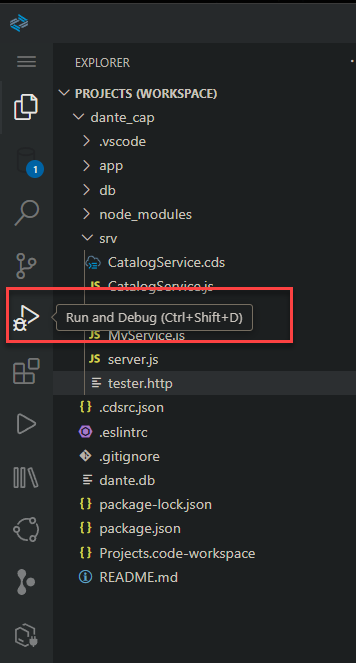 EXPLORER
PROJECTS (WORKSPACE)
dante_cap
.vscode
app
1
db
node_modules
srv
CatalogService.cds
CatalogService.js
Run and Debug (Ctrl+Shift+D)
MyService.js
JS server.js
tester.http
{} .cdsrc.json
.eslintrc
.gitignore
dante.db
{} package-lock.json
{} package.json
{} Projects.code-workspace
README.md